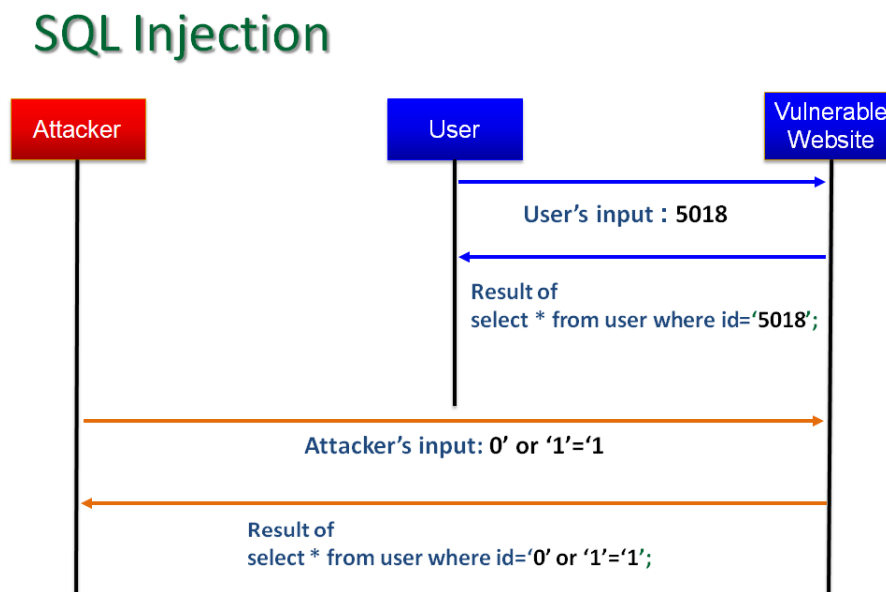 SQL Injection
Attacker
User
Vulnerable
Website
User’s input : 5018
Result of
select * from user where id=‘5018’;
Attacker’s input: 0’ or ‘1’=‘1
Result of
select * from user where id=‘0’ or ‘1’=‘1’;